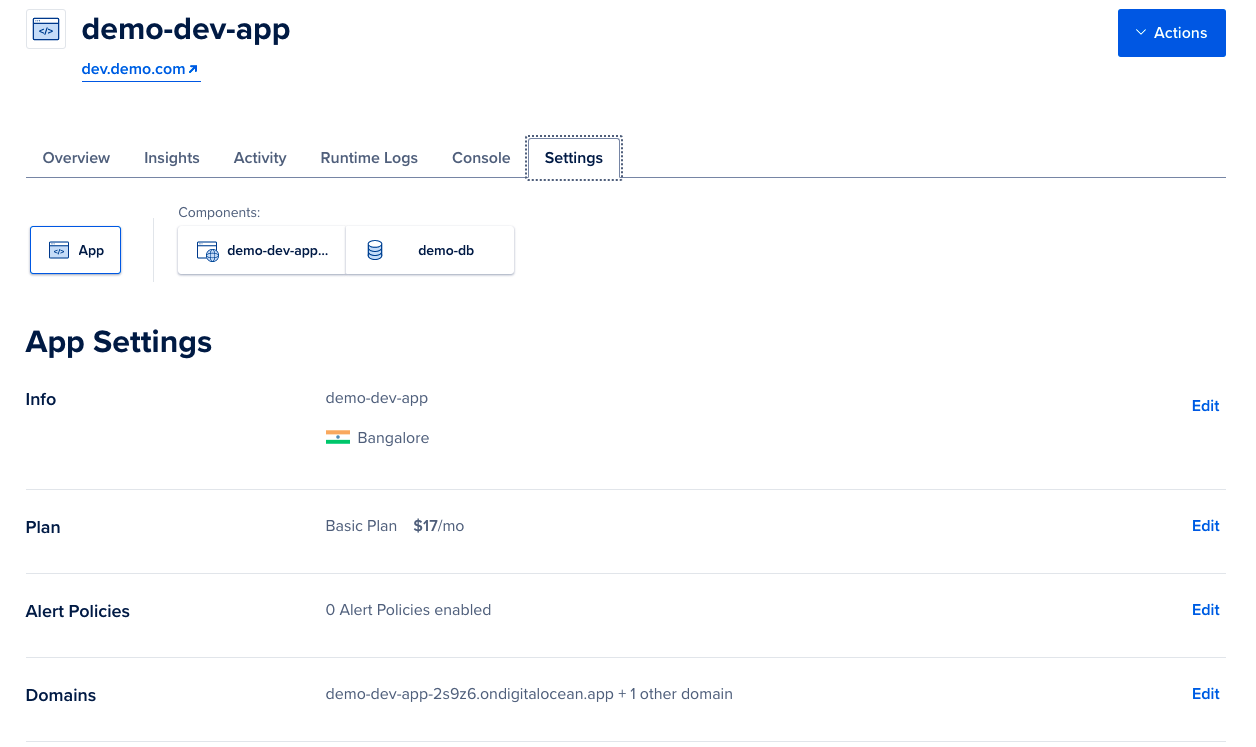 demo-dev-app
Actions
dev.demo.com
Overview Insights Activity Runtime Logs Console Settings
Components:
App demo-dev-app... demo-db
App Settings
Info demo-dev-app Edit
Bangalore
Plan Basic Plan $17/mo Edit
Alert Policies 0 Alert Policies enabled Edit
Domains demo-dev-app-2s9z6.ondigitalocean.app + 1 other domain Edit